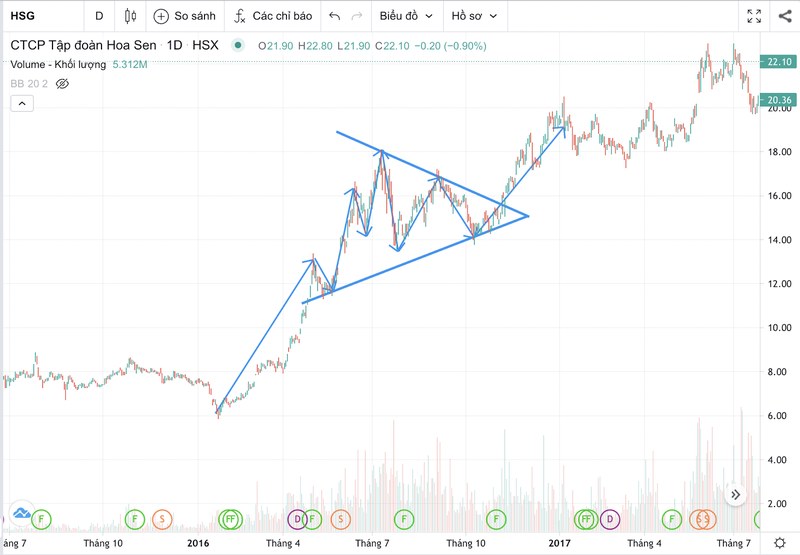 HSG D So sánh Các chỉ báo Biểu đồ Hồ sơ
CTCP Tập đoàn Hoa Sen · 1D · HSX O21.90 H22.80 L21.90 C22.10 −0.20 (−0.90%)
Volume - Khối lượng 5.312M
BB 20 2
22.10
20.36
20.00
18.00
16.00
14.00
12.00
10.00
8.00
6.00
4.00
2.00
F F S F F D F S F F F F D F S S
áng 7 Tháng 10 2016 Tháng 4 Tháng 7 Tháng 10 2017 Tháng 4 Tháng 7